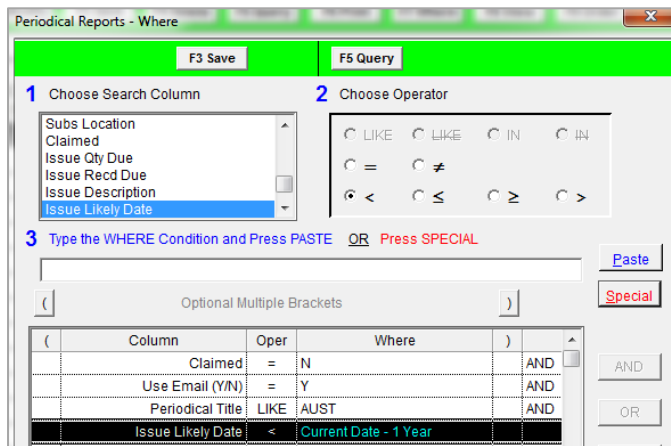 Periodical Reports - Where
F3 Save F5 Query
1 Choose Search Column 2 Choose Operator
Subs Location
Claimed
Issue Qty Due
Issue Recd Due
Issue Description
Issue Likely Date
LIKE LIKE IN IN
= ≠
< ≤ ≥ >
3 Type the WHERE Condition and Press PASTE OR Press SPECIAL
Paste
Special
( Optional Multiple Brackets )
( Column Oper Where )
Claimed = N AND
Use Email (Y/N) = Y AND
Periodical Title LIKE AUST AND
Issue Likely Date < Current Date - 1 Year
AND
OR